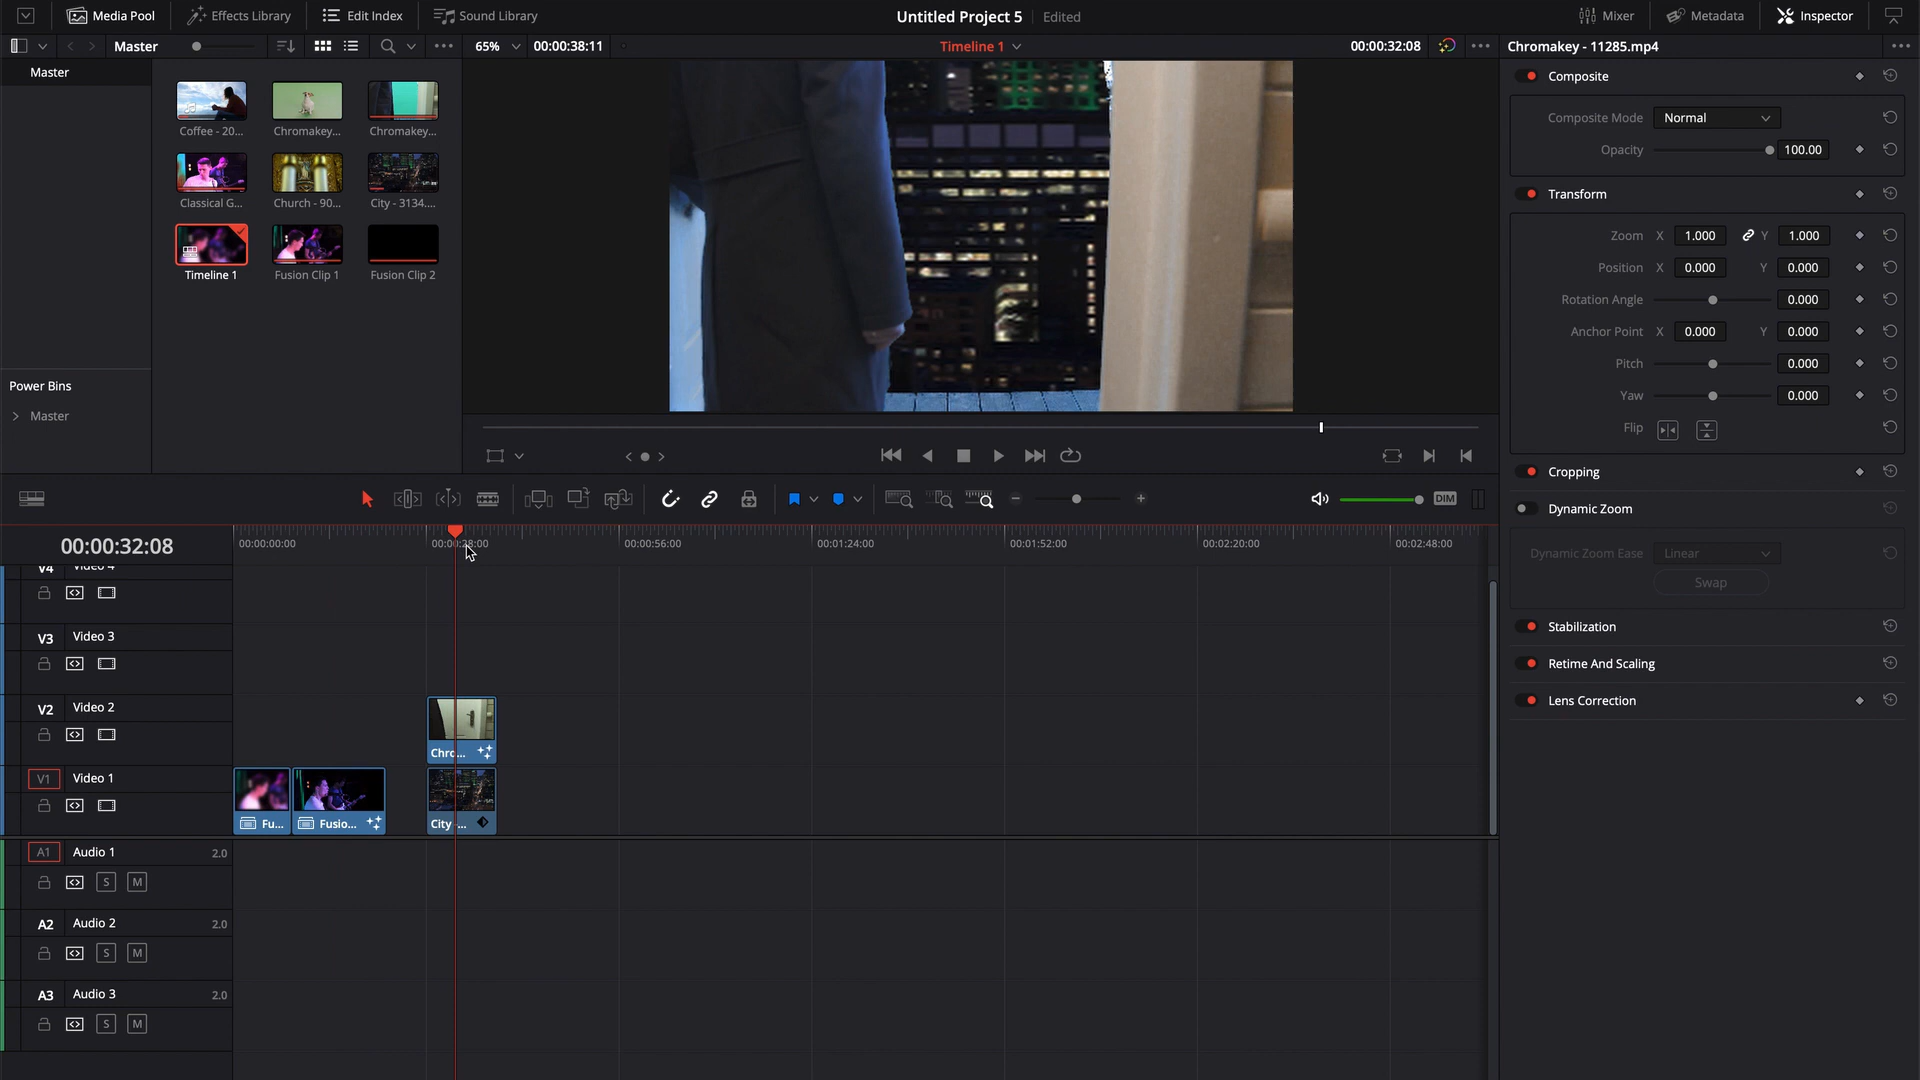 Media Pool
Effects Library
Edit Index
Sound Library
Untitled Project 5
Edited
Mixer
Metadata
Inspector
Master
65%
00:00:38:11
Timeline 1
00:00:32:08
Chromakey - 11285.mp4
Master
Coffee - 20...
Chromakey...
Chromakey...
Classical G...
Church - 90...
City - 3134....
Timeline 1
Fusion Clip 1
Fusion Clip 2
Power Bins
Master
Composite
Composite Mode Normal
Opacity 100.00
Transform
Zoom X 1.000 Y 1.000
Position X 0.000 Y 0.000
Rotation Angle 0.000
Anchor Point X 0.000 Y 0.000
Pitch 0.000
Yaw 0.000
Flip
Cropping
Dynamic Zoom
Dynamic Zoom Ease Linear
Swap
Stabilization
Retime And Scaling
Lens Correction
DIM
00:00:32:08
00:00:00:00
00:00:28:00
00:00:56:00
00:01:24:00
00:01:52:00
00:02:20:00
00:02:48:00
V4 Video 4
V3 Video 3
V2 Video 2
Chro...
V1 Video 1
Fu...
Fusio...
City ...
A1 Audio 1 2.0
S M
A2 Audio 2 2.0
S M
A3 Audio 3 2.0
S M